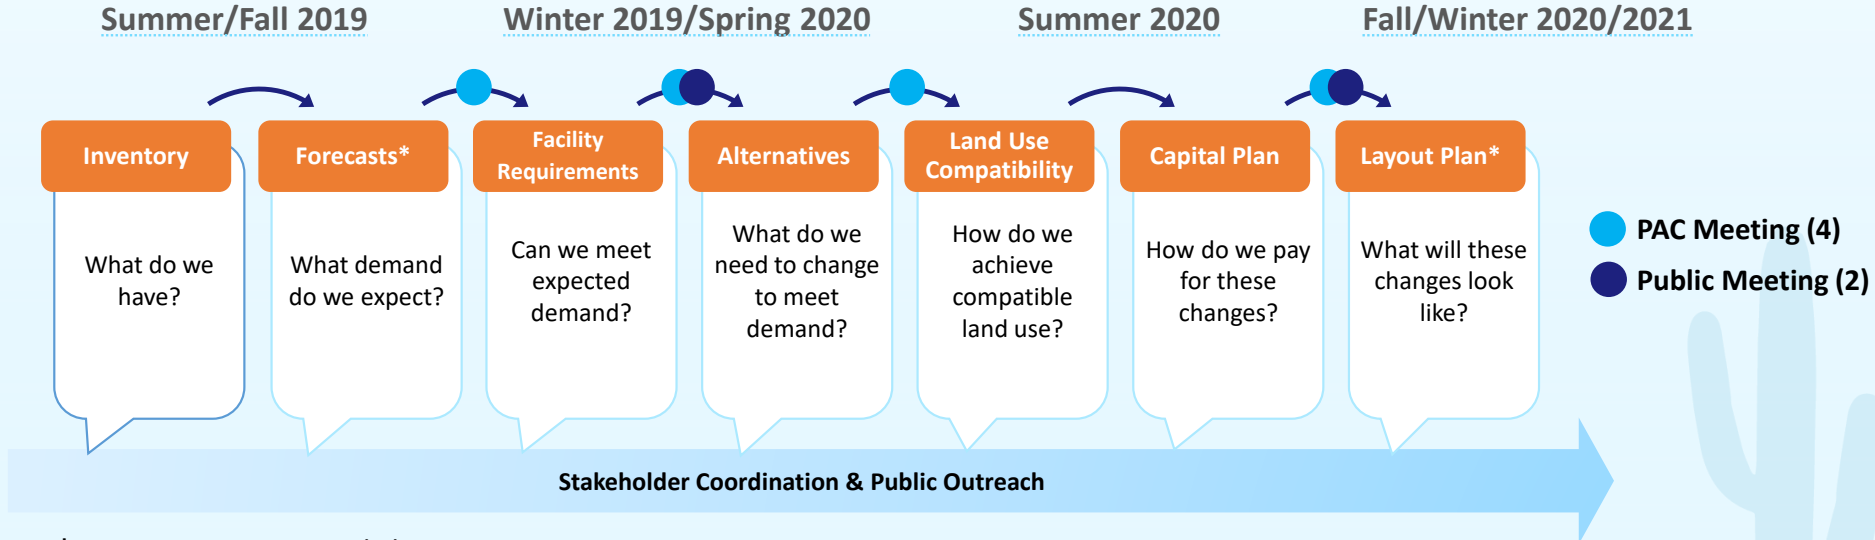 Summer/Fall 2019
Winter 2019/Spring 2020
Summer 2020
Fall/Winter 2020/2021
Inventory
What do we
have?
Forecasts*
What demand
do we expect?
Facility
Requirements
Can we meet
expected
demand?
Alternatives
What do we
need to change
to meet
demand?
Land Use
Compatibility
How do we
achieve
compatible
land use?
Capital Plan
How do we pay
for these
changes?
Layout Plan*
What will these
changes look
like?
PAC Meeting (4)
Public Meeting (2)
Stakeholder Coordination & Public Outreach